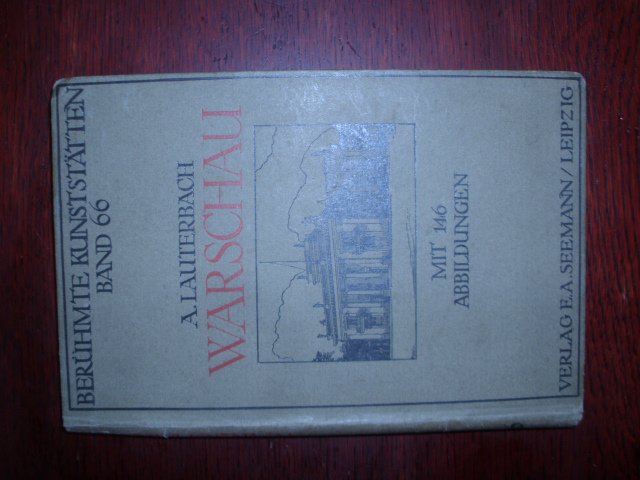 BERÜHMTE KUNSTSTÄTTEN
BAND 66
A. LAUTERBACH
WARSCHAU
MIT 146
ABBILDUNGEN
VERLAG E.A. SEEMANN/LEIPZIG